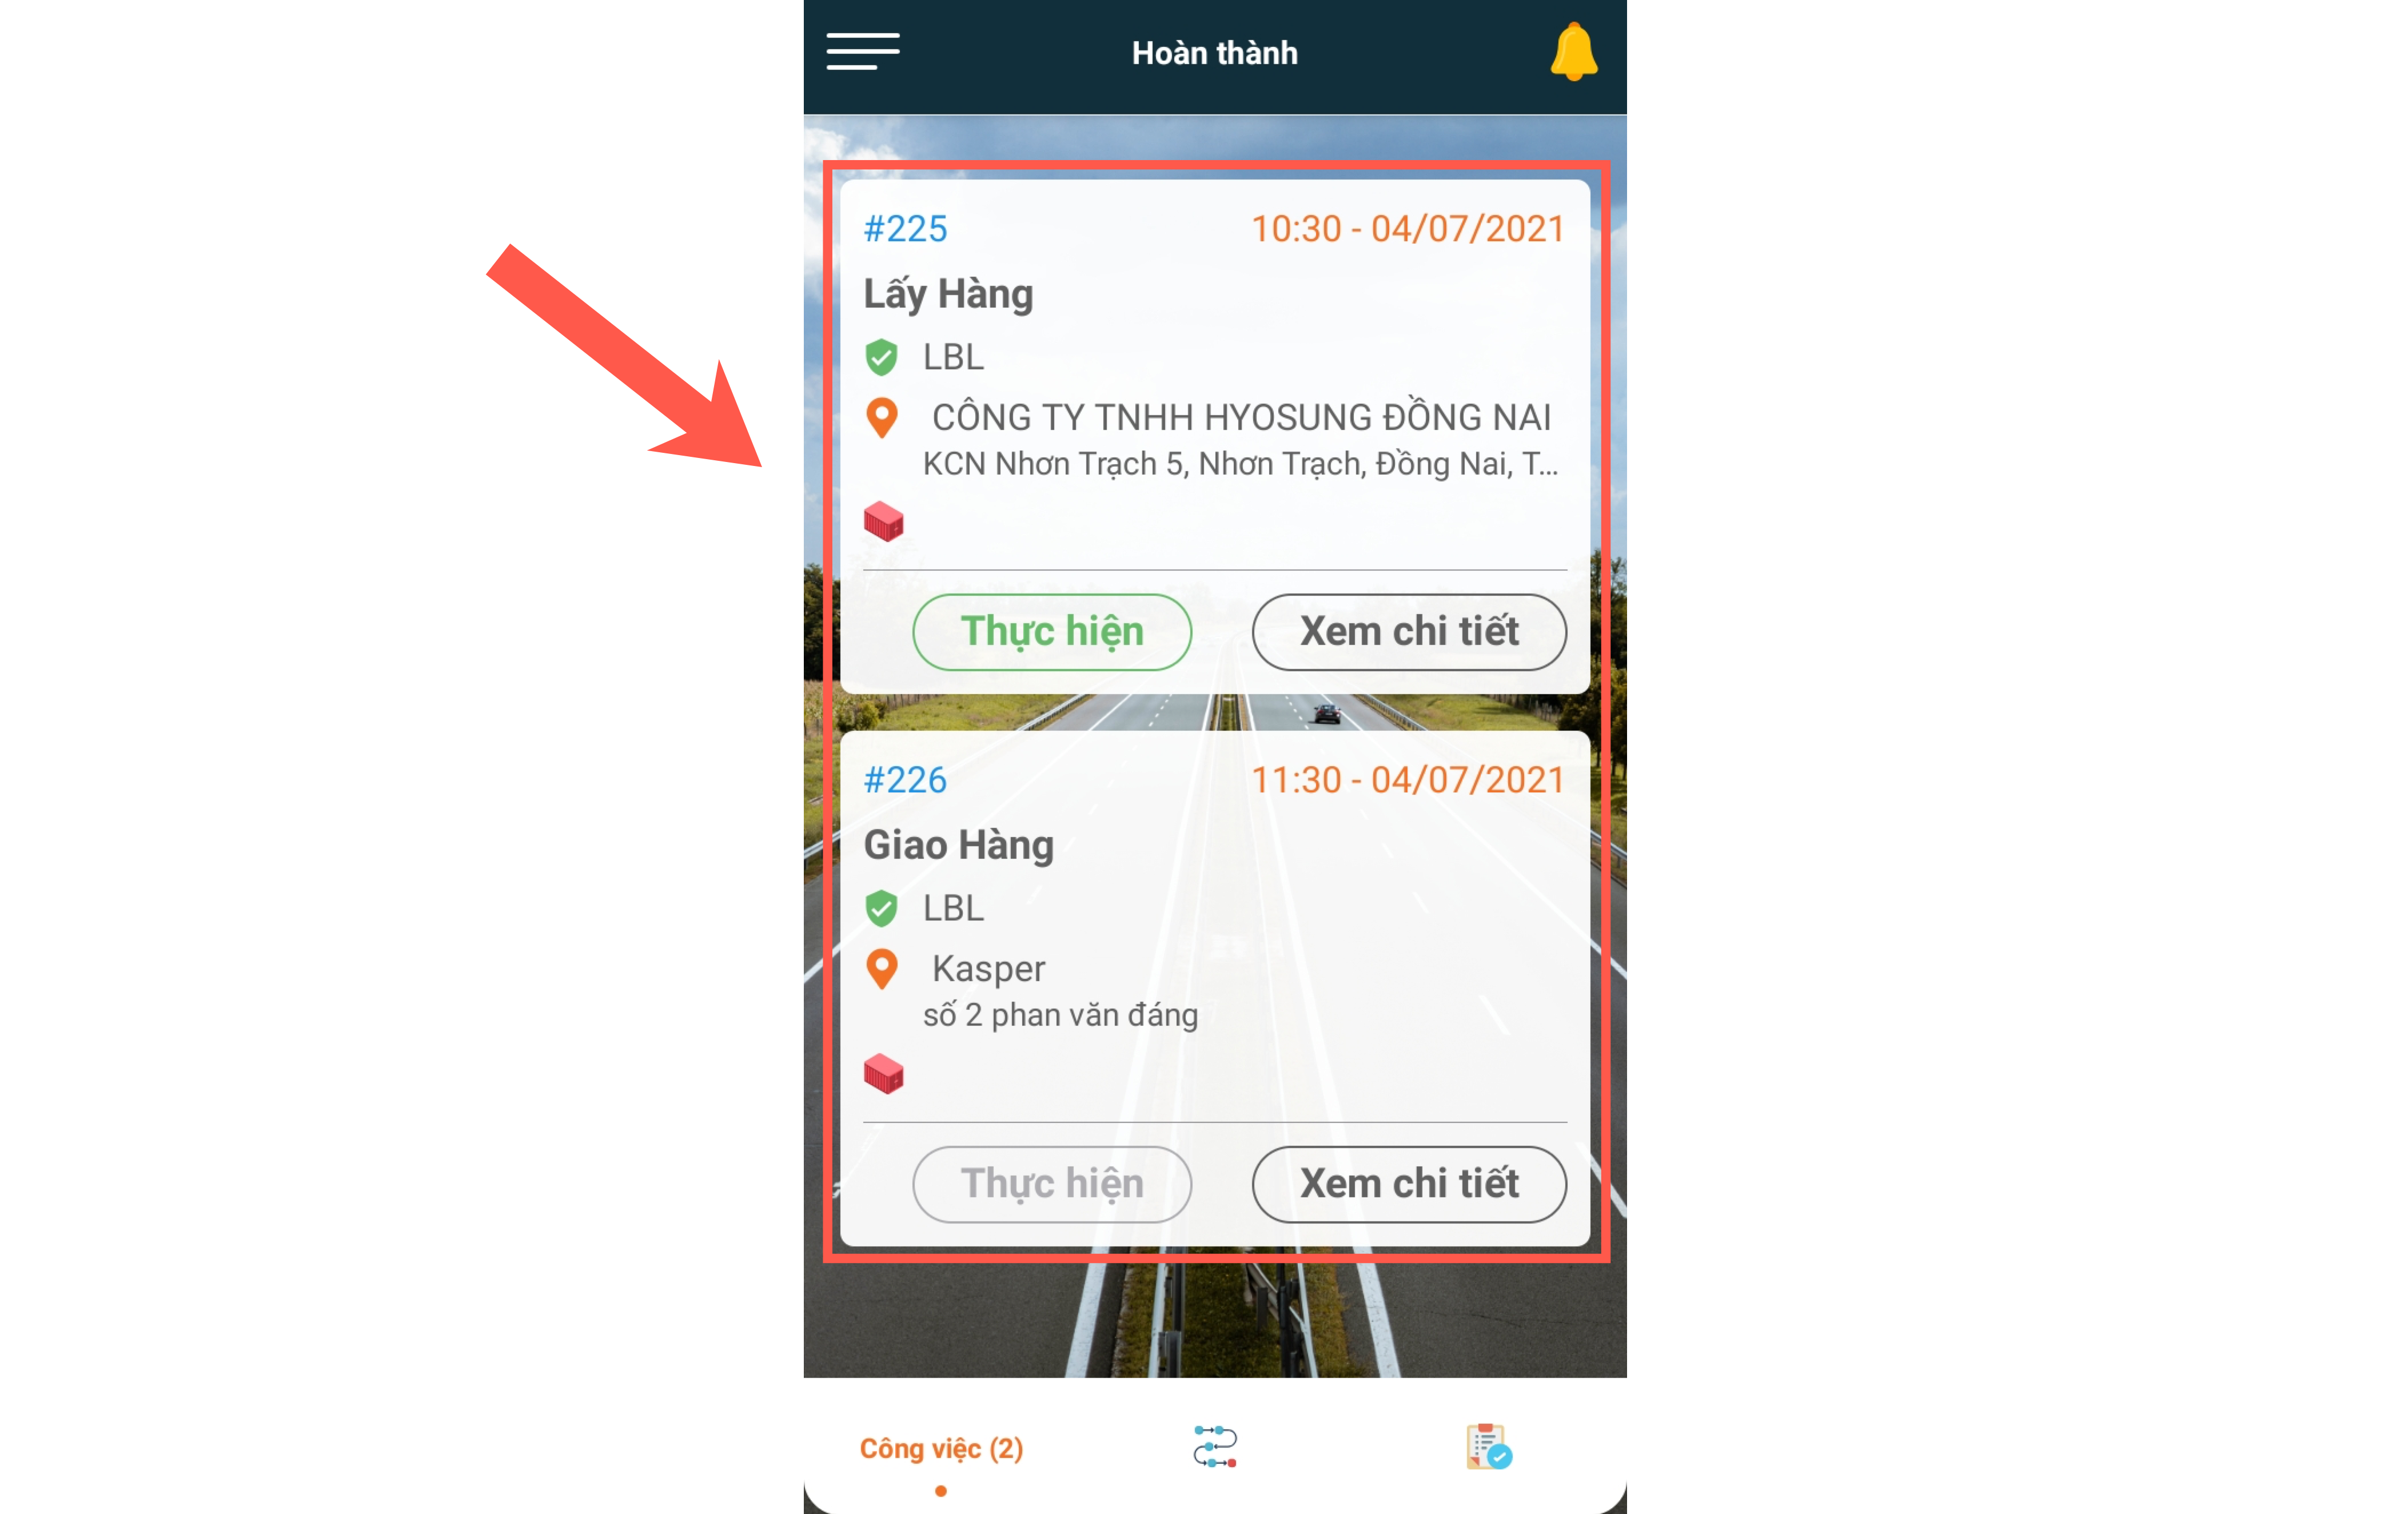 Hoàn thành
#225
10:30 - 04/07/2021
Lấy Hàng
LBL
CÔNG TY TNHH HYOSUNG ĐỒNG NAI
KCN Nhơn Trạch 5, Nhơn Trạch, Đồng Nai, T...
Thực hiện
Xem chi tiết
#226
11:30 - 04/07/2021
Giao Hàng
LBL
Kasper
số 2 phan văn đáng
Thực hiện
Xem chi tiết
Công việc (2)